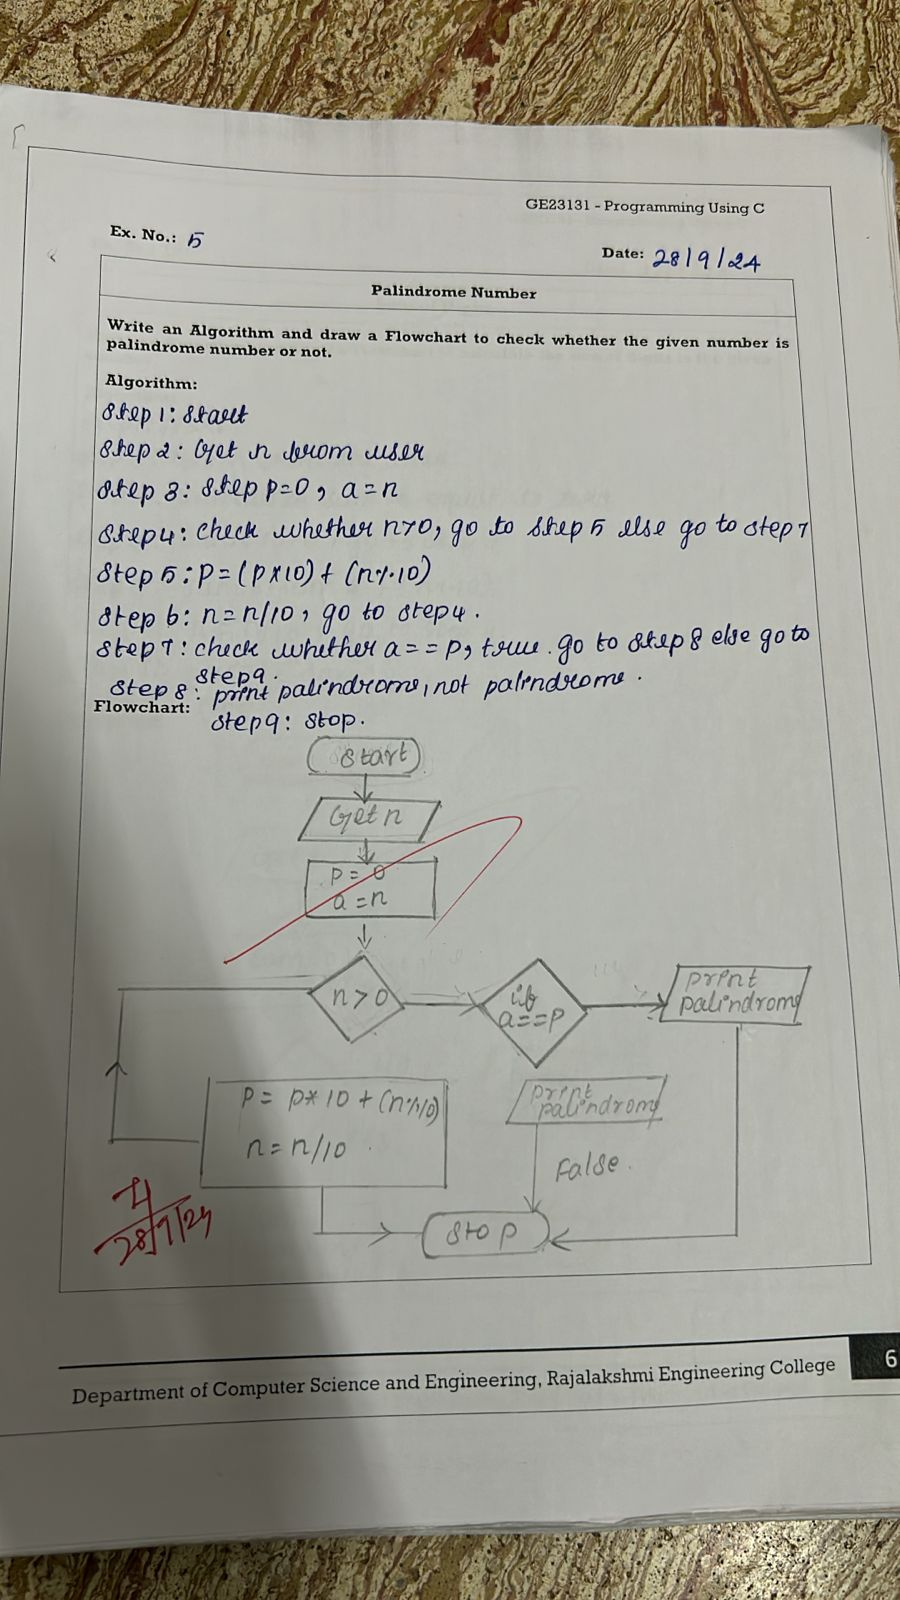 GE23131 - Programming Using C
Ex. No.: 5
Date: 28/9/24
Palindrome Number
Write an Algorithm and draw a Flowchart to check whether the given number is
palindrome number or not.
Algorithm:
Step 1: Start
Step 2: Get n from user
Step 3: Step p=0, a=n
Step4: Check whether n>0, go to step 5 else go to step 7
Step 5: P=(P*10)+(n%10)
Step 6: n=n/10, go to step4.
Step 7: check whether a==p, true. go to step 8 else go to
step9.
Step 8: print palindrome, not palindrome.
Flowchart:
Step9: Stop.
Start
Get n
P=0
a=n
n>0
if
a==P
print
palindrome
P= P*10+(n%10)
n=n/10
print
palindrome
False.
Stop
28/9/24
6
Department of Computer Science and Engineering, Rajalakshmi Engineering College